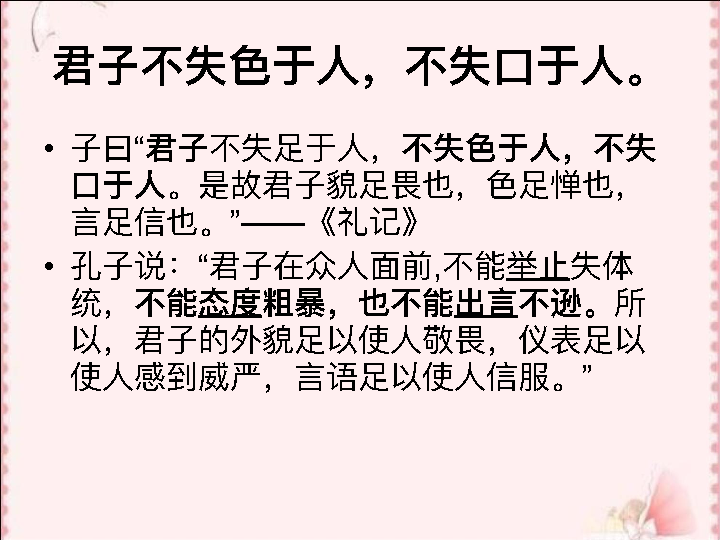 君子不失色于人，不失口于人。
• 子曰“君子不失足于人，不失色于人，不失
口于人。是故君子貌足畏也，色足惮也，
言足信也。”——《礼记》
• 孔子说：“君子在众人面前,不能举止失体
统，不能态度粗暴，也不能出言不逊。所
以，君子的外貌足以使人敬畏，仪表足以
使人感到威严，言语足以使人信服。”